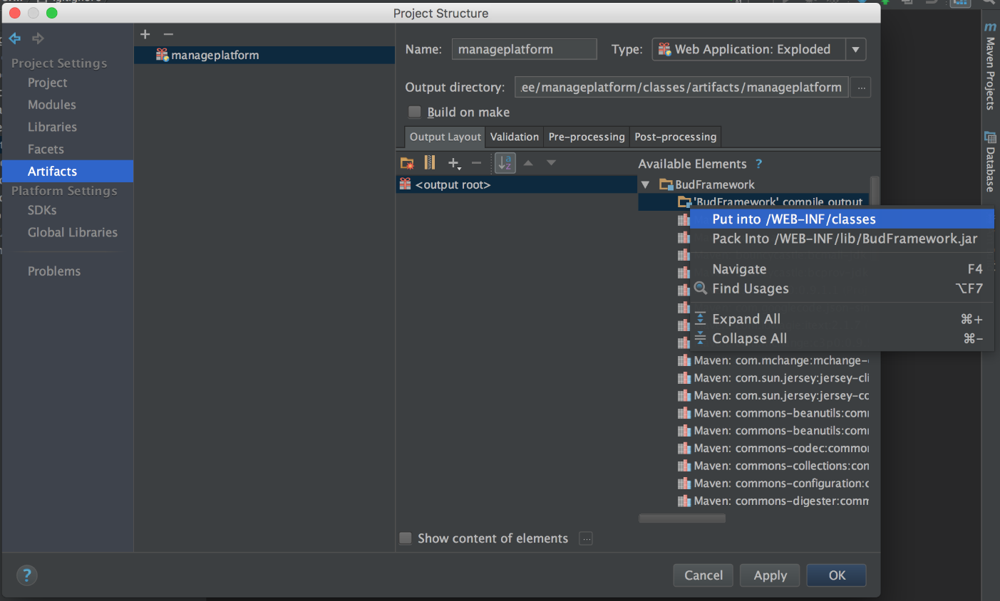 Project Structure
Project Settings
Project
Modules
Libraries
Facets
Artifacts
Platform Settings
SDKs
Global Libraries
Problems
manageplatform
Name: manageplatform Type: Web Application: Exploded
Output directory: .ee/manageplatform/classes/artifacts/manageplatform ...
Build on make
Output Layout Validation Pre-processing Post-processing
Available Elements ?
<output root>
BudFramework
'BudFramework' compile output
Put into /WEB-INF/classes
Pack Into /WEB-INF/lib/BudFramework.jar
Navigate F4
Find Usages ⌥F7
Expand All ⌘+
Collapse All ⌘-
Maven: com.mchange:mchange-
Maven: com.sun.jersey:jersey-cli
Maven: com.sun.jersey:jersey-co
Maven: commons-beanutils:com
Maven: commons-beanutils:com
Maven: commons-codec:commo
Maven: commons-collections:con
Maven: commons-configuration:c
Maven: commons-digester:comm
Show content of elements ...
? Cancel Apply OK
m
Maven Projects
Database